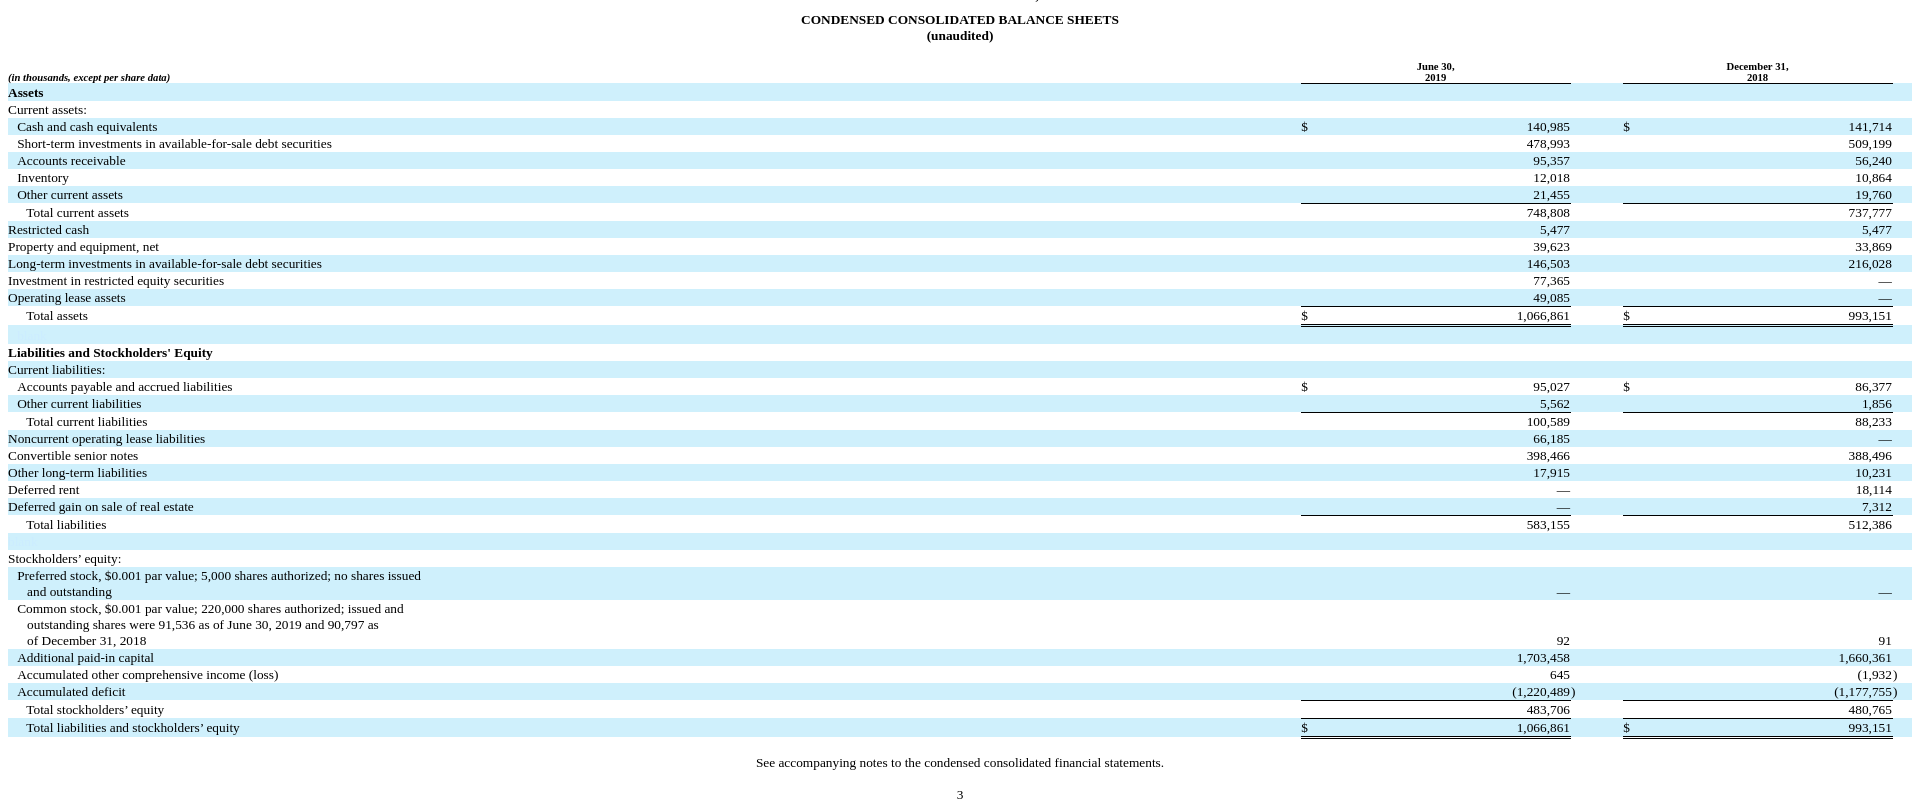 CONDENSED CONSOLIDATED BALANCE SHEETS
(unaudited)
(in thousands, except per share data) June 30, 2019 December 31, 2018
Assets
Current assets:
Cash and cash equivalents $ 140,985 $ 141,714
Short-term investments in available-for-sale debt securities 478,993 509,199
Accounts receivable 95,357 56,240
Inventory 12,018 10,864
Other current assets 21,455 19,760
Total current assets 748,808 737,777
Restricted cash 5,477 5,477
Property and equipment, net 39,623 33,869
Long-term investments in available-for-sale debt securities 146,503 216,028
Investment in restricted equity securities 77,365 —
Operating lease assets 49,085 —
Total assets $ 1,066,861 $ 993,151
Liabilities and Stockholders' Equity
Current liabilities:
Accounts payable and accrued liabilities $ 95,027 $ 86,377
Other current liabilities 5,562 1,856
Total current liabilities 100,589 88,233
Noncurrent operating lease liabilities 66,185 —
Convertible senior notes 398,466 388,496
Other long-term liabilities 17,915 10,231
Deferred rent — 18,114
Deferred gain on sale of real estate — 7,312
Total liabilities 583,155 512,386
Stockholders’ equity:
Preferred stock, $0.001 par value; 5,000 shares authorized; no shares issued
and outstanding — —
Common stock, $0.001 par value; 220,000 shares authorized; issued and
outstanding shares were 91,536 as of June 30, 2019 and 90,797 as
of December 31, 2018 92 91
Additional paid-in capital 1,703,458 1,660,361
Accumulated other comprehensive income (loss) 645 (1,932)
Accumulated deficit (1,220,489) (1,177,755)
Total stockholders’ equity 483,706 480,765
Total liabilities and stockholders’ equity $ 1,066,861 $ 993,151
See accompanying notes to the condensed consolidated financial statements.
3